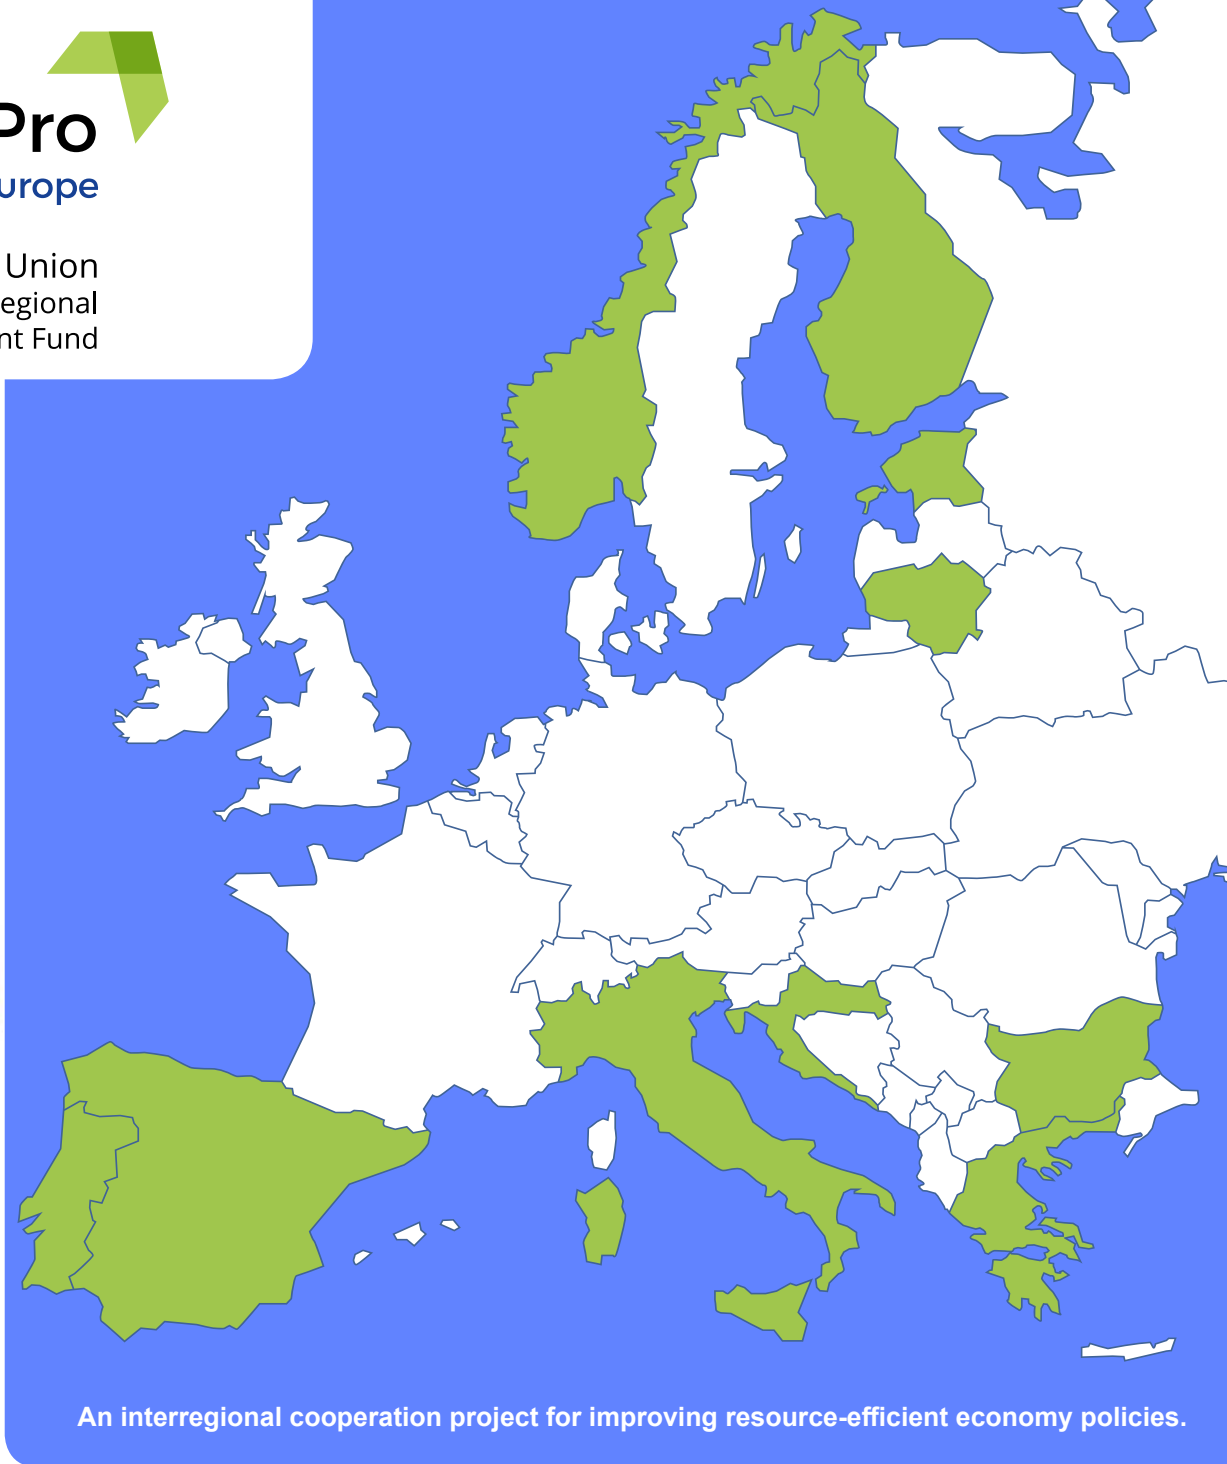 Pro
urope
Union
egional
nt Fund
An interregional cooperation project for improving resource-efficient economy policies.